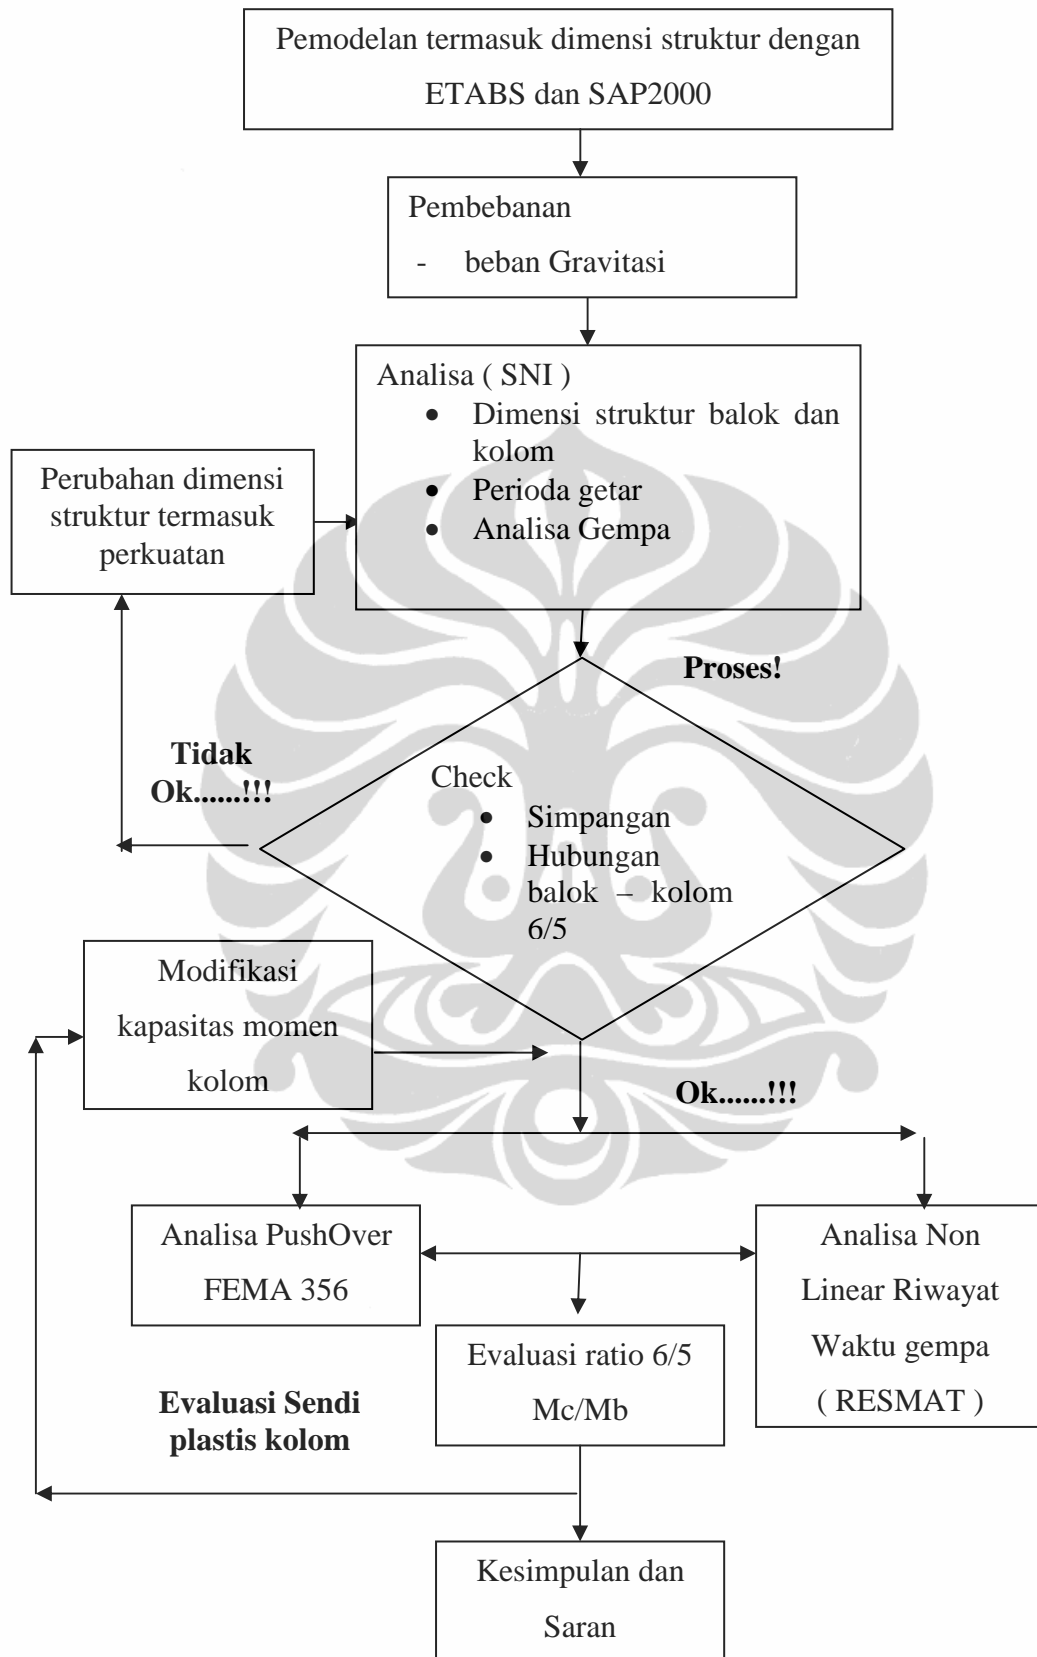 Pemodelan termasuk dimensi struktur dengan
ETABS dan SAP2000
Pembebanan
- beban Gravitasi
Analisa ( SNI )
• Dimensi struktur balok dan
kolom
• Perioda getar
• Analisa Gempa
Perubahan dimensi
struktur termasuk
perkuatan
Proses!
Tidak
Ok......!!!
Check
• Simpangan
• Hubungan
balok – kolom
6/5
Modifikasi
kapasitas momen
kolom
Ok......!!!
Analisa PushOver
FEMA 356
Analisa Non
Linear Riwayat
Waktu gempa
( RESMAT )
Evaluasi ratio 6/5
Mc/Mb
Evaluasi Sendi
plastis kolom
Kesimpulan dan
Saran